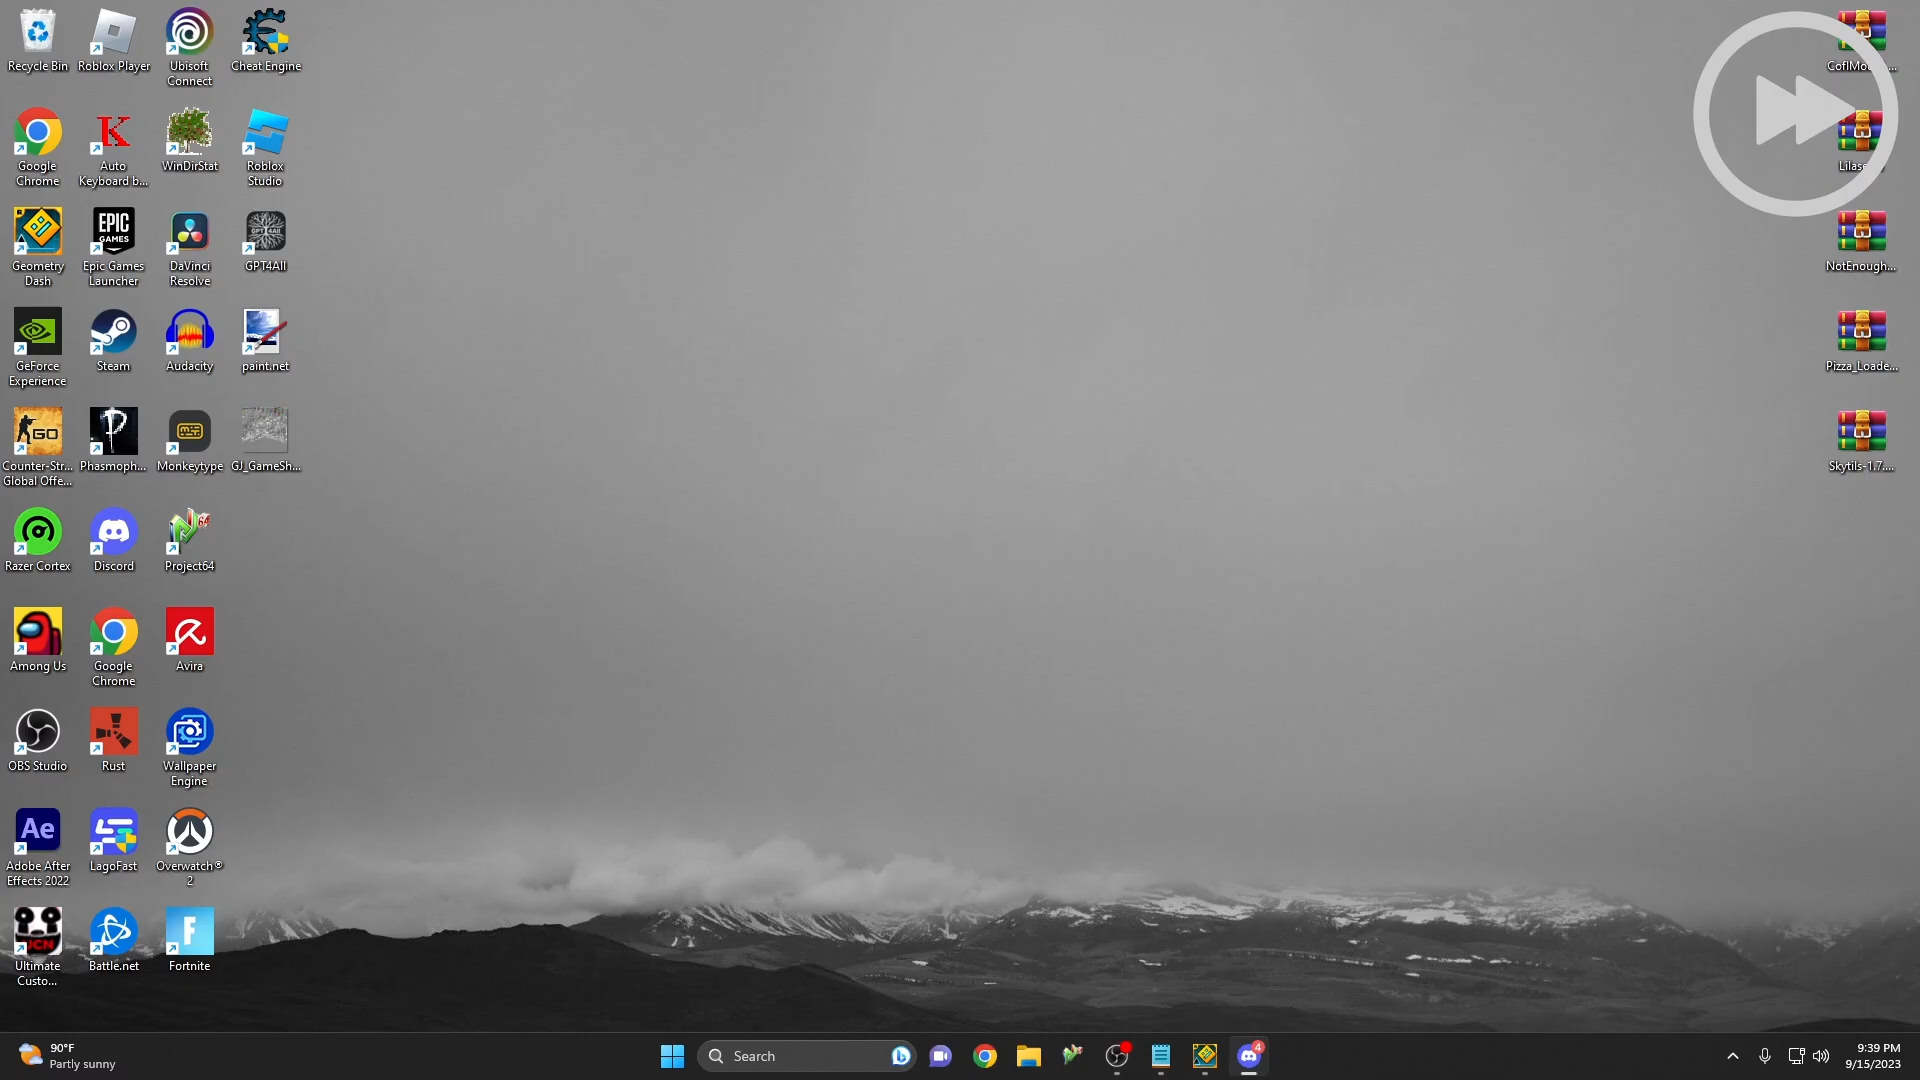 Recycle Bin
Roblox Player
Ubisoft
Connect
Cheat Engine
Google
Chrome
K
Auto
Keyboard b...
WinDirStat
Roblox
Studio
Geometry
Dash
EPIC
GAMES
Epic Games
Launcher
DaVinci
Resolve
GPT4All
GPT4All
GeForce
Experience
Steam
Audacity
paint.net
GO
Counter-Str...
Global Offe...
Phasmoph...
Monkeytype
GJ_GameSh...
Razer Cortex
Discord
64
Project64
Among Us
Google
Chrome
Avira
OBS Studio
Rust
Wallpaper
Engine
Ae
Adobe After
Effects 2022
LagoFast
Overwatch®
2
UCN
Ultimate
Custo...
Battle.net
F
Fortnite
NotEnough...
Pizza_Loade...
Skytils-1.7....
90°F
Partly sunny
Search
4
9:39 PM
9/15/2023